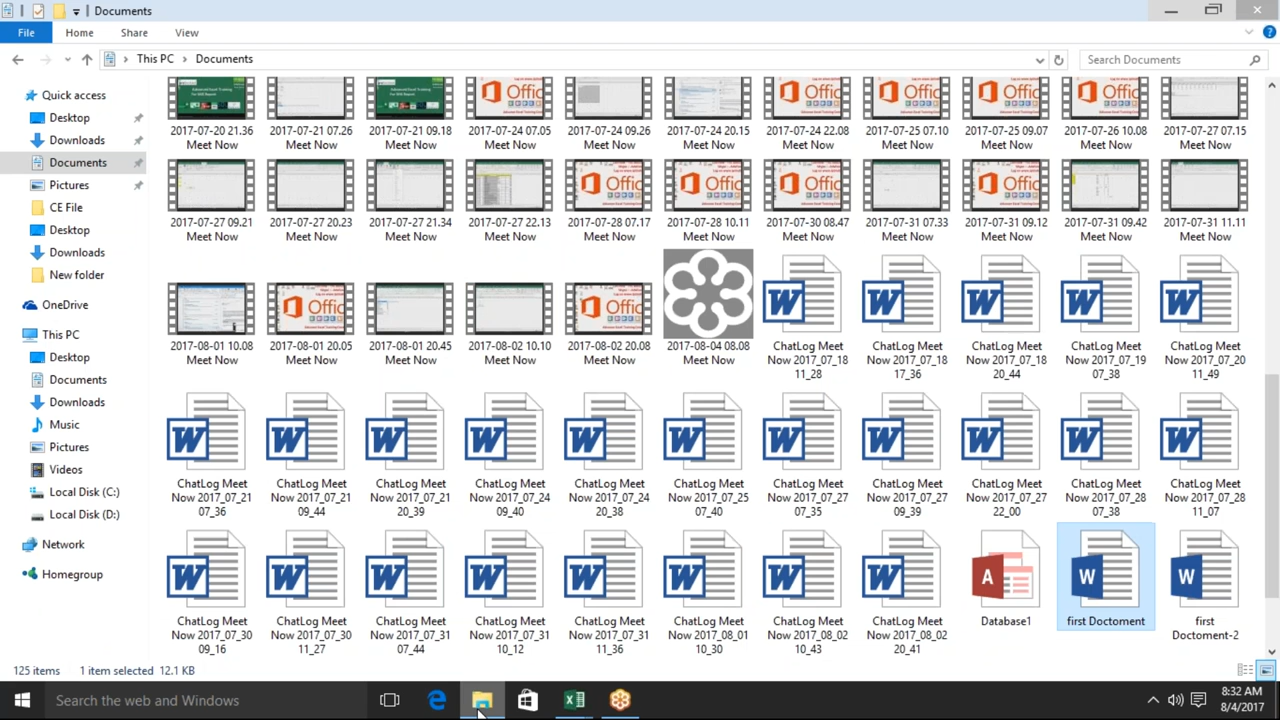 Documents
File Home Share View
This PC > Documents
Search Documents
Quick access
Desktop
Downloads
Documents
Pictures
CE File
Desktop
Downloads
New folder
OneDrive
This PC
Desktop
Documents
Downloads
Music
Pictures
Videos
Local Disk (C:)
Local Disk (D:)
Network
Homegroup
2017-07-20 21.36 2017-07-21 07.26 2017-07-21 09.18 2017-07-24 07.05 2017-07-24 09.26 2017-07-24 20.15 2017-07-24 22.08 2017-07-25 07.10 2017-07-25 09.07 2017-07-26 10.08 2017-07-27 07.15
Meet Now Meet Now Meet Now Meet Now Meet Now Meet Now Meet Now Meet Now Meet Now Meet Now Meet Now
2017-07-27 09.21 2017-07-27 20.23 2017-07-27 21.34 2017-07-27 22.13 2017-07-28 07.17 2017-07-28 10.11 2017-07-30 08.47 2017-07-31 07.33 2017-07-31 09.12 2017-07-31 09.42 2017-07-31 11.11
Meet Now Meet Now Meet Now Meet Now Meet Now Meet Now Meet Now Meet Now Meet Now Meet Now Meet Now
2017-08-01 10.08 2017-08-01 20.05 2017-08-01 20.45 2017-08-02 10.10 2017-08-02 20.08 2017-08-04 08.08 ChatLog Meet ChatLog Meet ChatLog Meet ChatLog Meet ChatLog Meet
Meet Now Meet Now Meet Now Meet Now Meet Now Meet Now Now 2017_07_18 Now 2017_07_18 Now 2017_07_18 Now 2017_07_19 Now 2017_07_20
11_28 17_36 20_44 07_38 11_49
ChatLog Meet ChatLog Meet ChatLog Meet ChatLog Meet ChatLog Meet ChatLog Meet ChatLog Meet ChatLog Meet ChatLog Meet ChatLog Meet ChatLog Meet
Now 2017_07_21 Now 2017_07_21 Now 2017_07_21 Now 2017_07_24 Now 2017_07_24 Now 2017_07_25 Now 2017_07_27 Now 2017_07_27 Now 2017_07_27 Now 2017_07_28 Now 2017_07_28
07_36 09_44 20_39 09_40 20_38 07_40 07_35 09_39 22_00 07_38 11_07
ChatLog Meet ChatLog Meet ChatLog Meet ChatLog Meet ChatLog Meet ChatLog Meet ChatLog Meet ChatLog Meet Database1 first Doctoment first
Now 2017_07_30 Now 2017_07_30 Now 2017_07_31 Now 2017_07_31 Now 2017_07_31 Now 2017_08_01 Now 2017_08_02 Now 2017_08_02 Doctoment-2
09_16 11_27 07_44 10_12 11_36 10_30 10_43 20_41
125 items 1 item selected 12.1 KB
Search the web and Windows
8:32 AM
8/4/2017